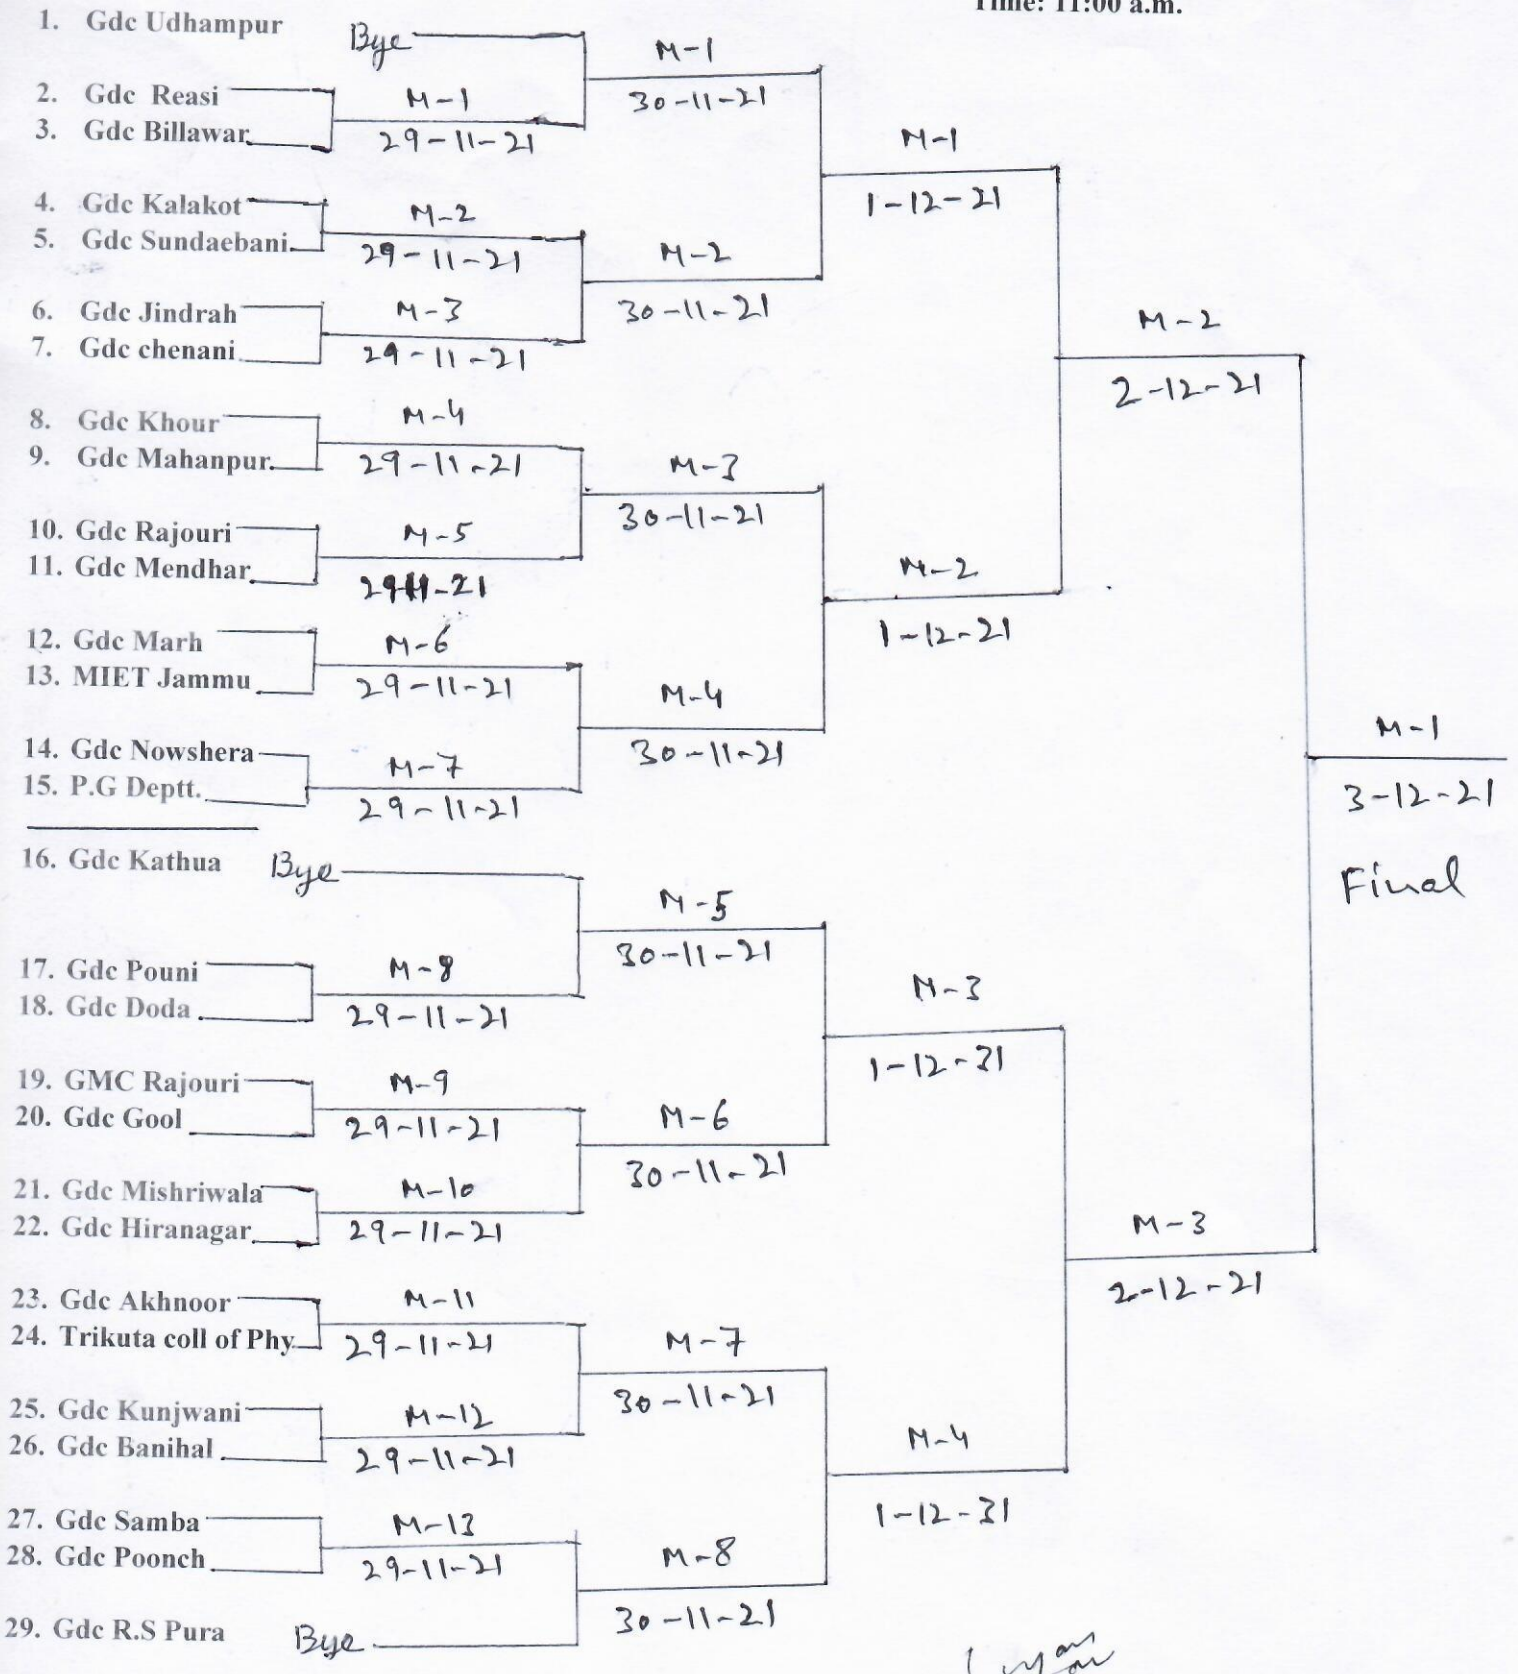 Time: 11:00 a.m.
1. Gdc Udhampur Bye
M-1
30-11-21
2. Gdc Reasi
3. Gdc Billawar
M-1
29-11-21
M-1
1-12-21
4. Gdc Kalakot
5. Gdc Sundaebani
M-2
29-11-21
M-2
30-11-21
6. Gdc Jindrah
7. Gdc chenani
M-3
29-11-21
M-2
2-12-21
8. Gdc Khour
9. Gdc Mahanpur
M-4
29-11-21
M-3
30-11-21
10. Gdc Rajouri
11. Gdc Mendhar
M-5
2911-21
M-2
1-12-21
12. Gdc Marh
13. MIET Jammu
M-6
29-11-21
M-4
30-11-21
14. Gdc Nowshera
15. P.G Deptt.
M-7
29-11-21
M-1
3-12-21
Final
16. Gdc Kathua Bye
M-5
30-11-21
17. Gdc Pouni
18. Gdc Doda
M-8
29-11-21
M-3
1-12-31
19. GMC Rajouri
20. Gdc Gool
M-9
29-11-21
M-6
30-11-21
21. Gdc Mishriwala
22. Gdc Hiranagar
M-10
29-11-21
M-3
2-12-21
23. Gdc Akhnoor
24. Trikuta coll of Phy
M-11
29-11-21
M-7
30-11-21
25. Gdc Kunjwani
26. Gdc Banihal
M-12
29-11-21
M-4
1-12-31
27. Gdc Samba
28. Gdc Poonch
M-13
29-11-21
M-8
30-11-21
29. Gdc R.S Pura Bye